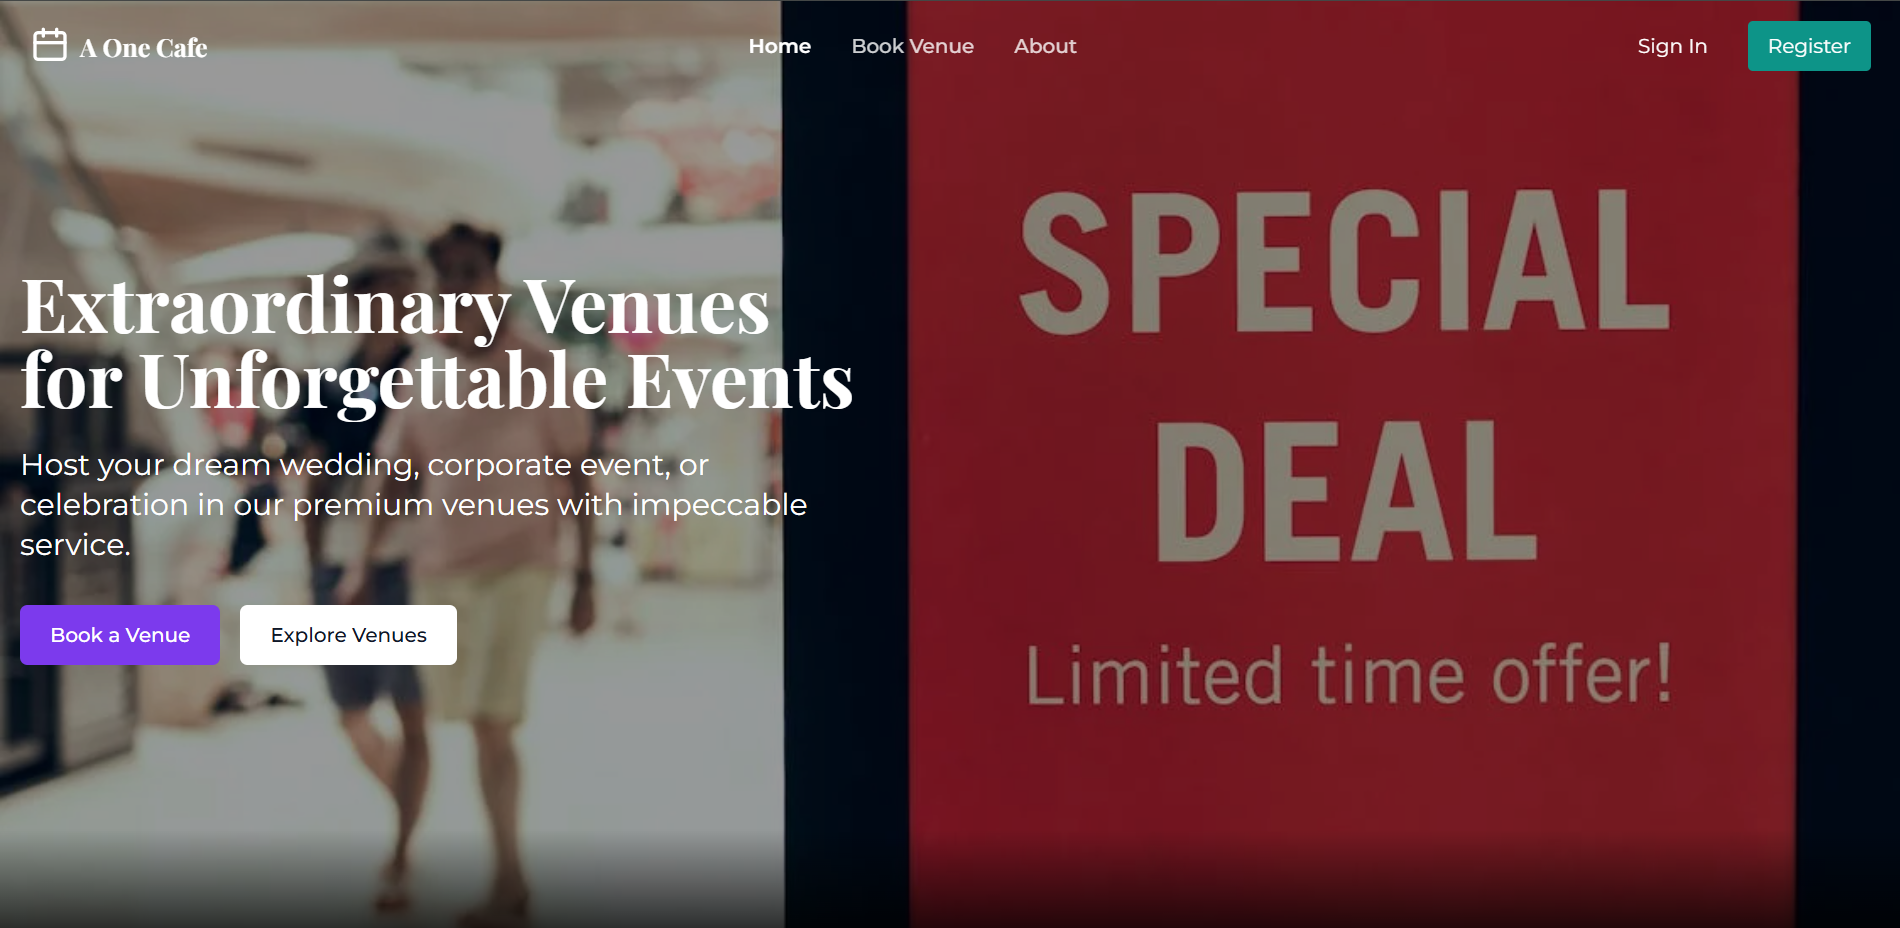 A One Cafe
Home Book Venue About
Sign In Register
Extraordinary Venues
for Unforgettable Events
Host your dream wedding, corporate event, or
celebration in our premium venues with impeccable
service.
Book a Venue Explore Venues
SPECIAL
DEAL
Limited time offer!